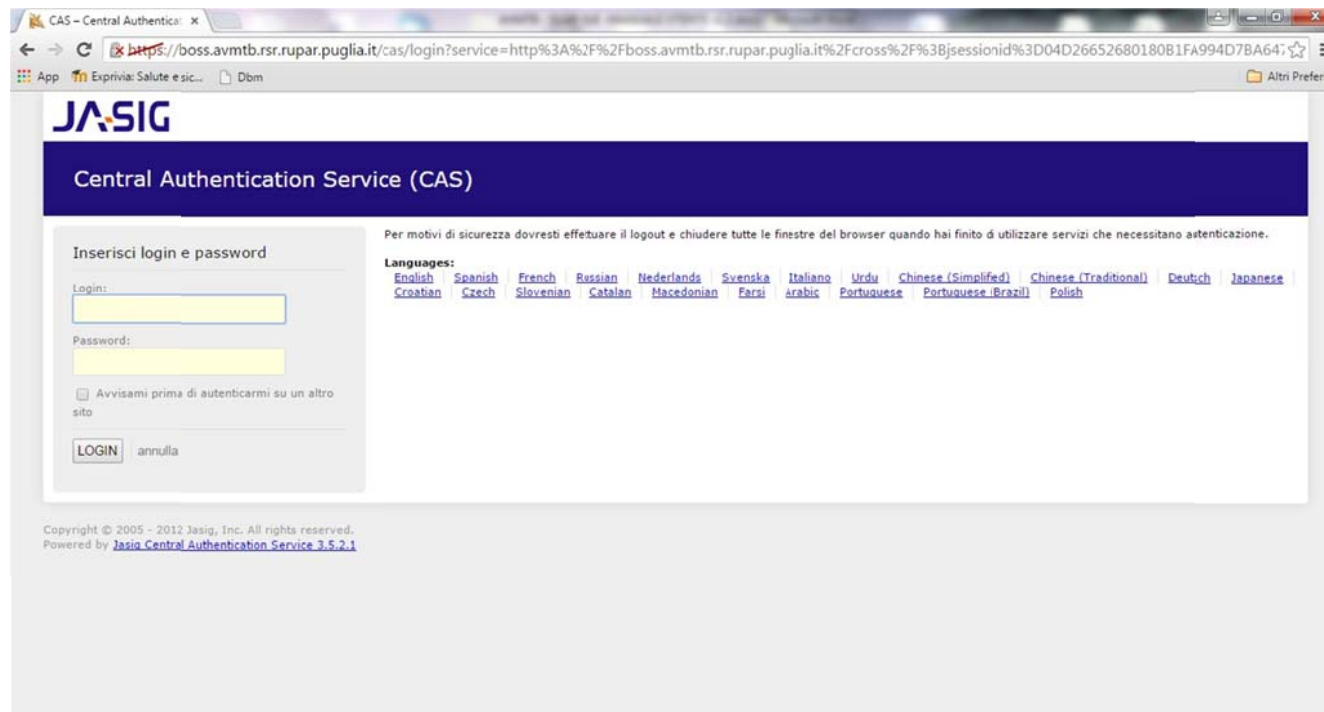 CAS – Central Authenticat
https://boss.avmtb.rsr.rupar.puglia.it/cas/login?service=http%3A%2F%2Fboss.avmtb.rsr.rupar.puglia.it%2Fcross%2F%3Bjsessionid%3D04D26652680180B1FA994D7BA647
App Exprivia: Salute e sic... Dbm Altri Prefer
JASIG
Central Authentication Service (CAS)
Inserisci login e password
Login:
Password:
Avvisami prima di autenticarmi su un altro
sito
LOGIN annulla
Per motivi di sicurezza dovresti effettuare il logout e chiudere tutte le finestre del browser quando hai finito di utilizzare servizi che necessitano autenticazione.
Languages:
English Spanish French Russian Nederlands Svenska Italiano Urdu Chinese (Simplified) Chinese (Traditional) Deutsch Japanese
Croatian Czech Slovenian Catalan Macedonian Farsi Arabic Portuguese Portuguese (Brazil) Polish
Copyright © 2005 - 2012 Jasig, Inc. All rights reserved.
Powered by Jasig Central Authentication Service 3.5.2.1